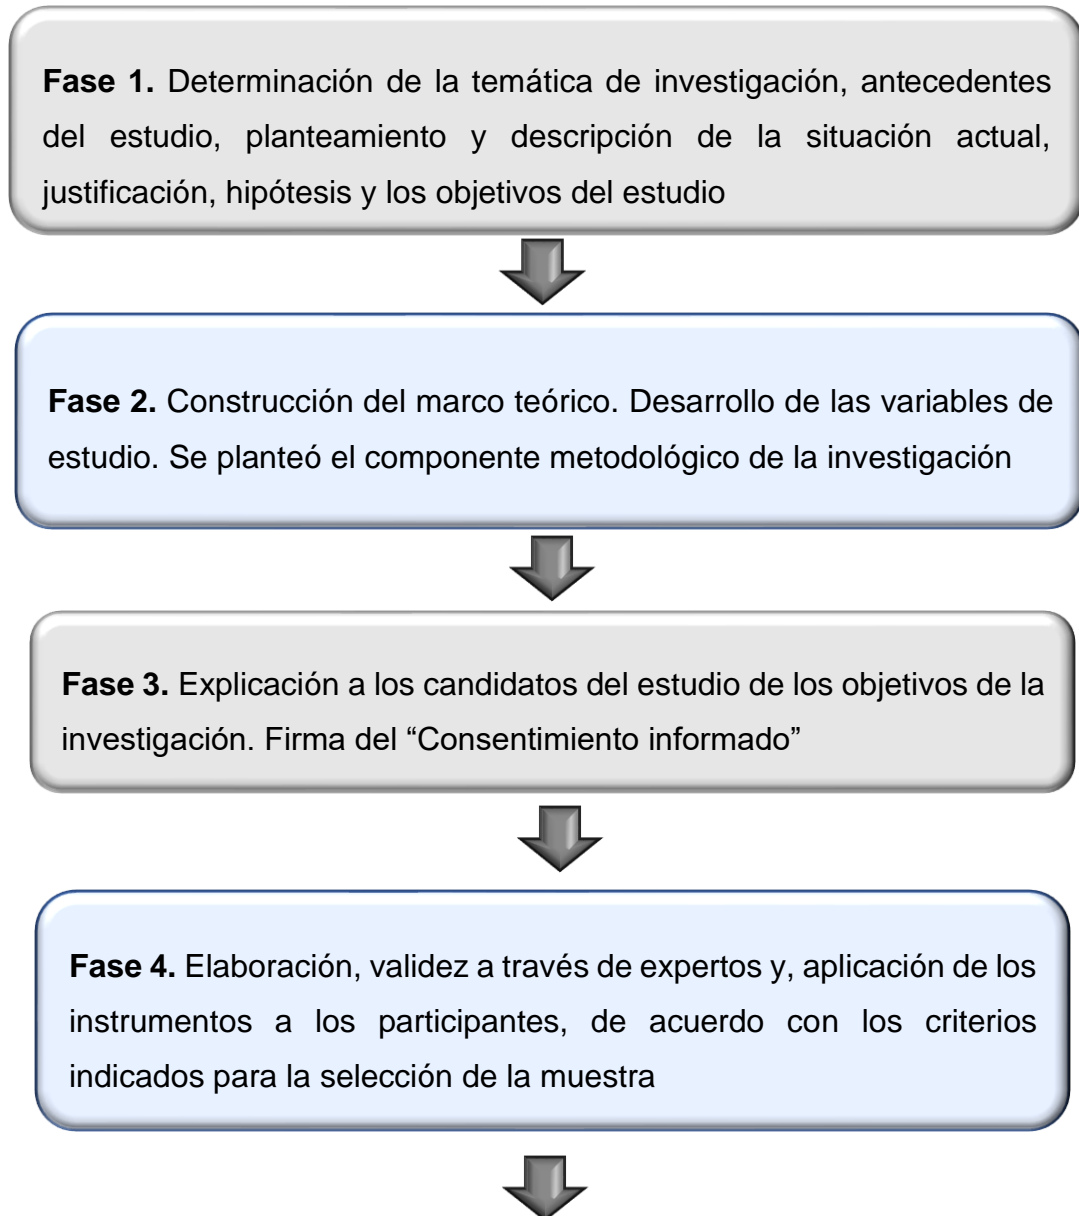 Fase 1. Determinación de la temática de investigación, antecedentes
del estudio, planteamiento y descripción de la situación actual,
justificación, hipótesis y los objetivos del estudio
Fase 2. Construcción del marco teórico. Desarrollo de las variables de
estudio. Se planteó el componente metodológico de la investigación
Fase 3. Explicación a los candidatos del estudio de los objetivos de la
investigación. Firma del “Consentimiento informado”
Fase 4. Elaboración, validez a través de expertos y, aplicación de los
instrumentos a los participantes, de acuerdo con los criterios
indicados para la selección de la muestra